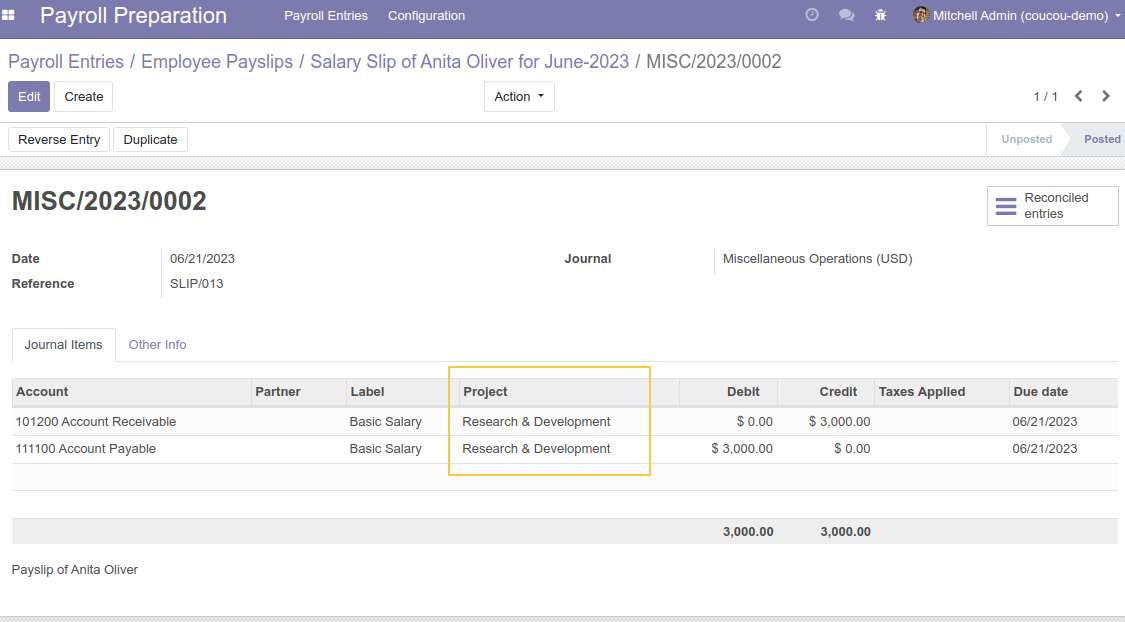 Payroll Preparation Payroll Entries Configuration Mitchell Admin (coucou-demo)
Payroll Entries / Employee Payslips / Salary Slip of Anita Oliver for June-2023 / MISC/2023/0002
Edit Create Action 1 / 1
Reverse Entry Duplicate Unposted Posted
MISC/2023/0002
Reconciled
entries
Date 06/21/2023 Journal Miscellaneous Operations (USD)
Reference SLIP/013
Journal Items Other Info
Account Partner Label Project Debit Credit Taxes Applied Due date
101200 Account Receivable Basic Salary Research & Development $ 0.00 $ 3,000.00 06/21/2023
111100 Account Payable Basic Salary Research & Development $ 3,000.00 $ 0.00 06/21/2023
3,000.00 3,000.00
Payslip of Anita Oliver